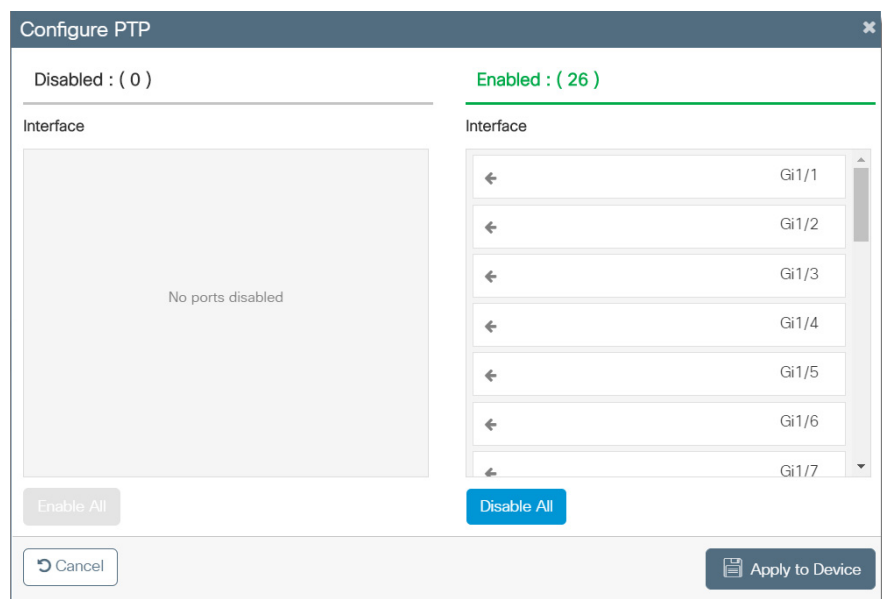 Configure PTP
Disabled : ( 0 )
Enabled : ( 26 )
Interface
Interface
No ports disabled
Gi1/1
Gi1/2
Gi1/3
Gi1/4
Gi1/5
Gi1/6
Gi1/7
Enable All
Disable All
Cancel
Apply to Device